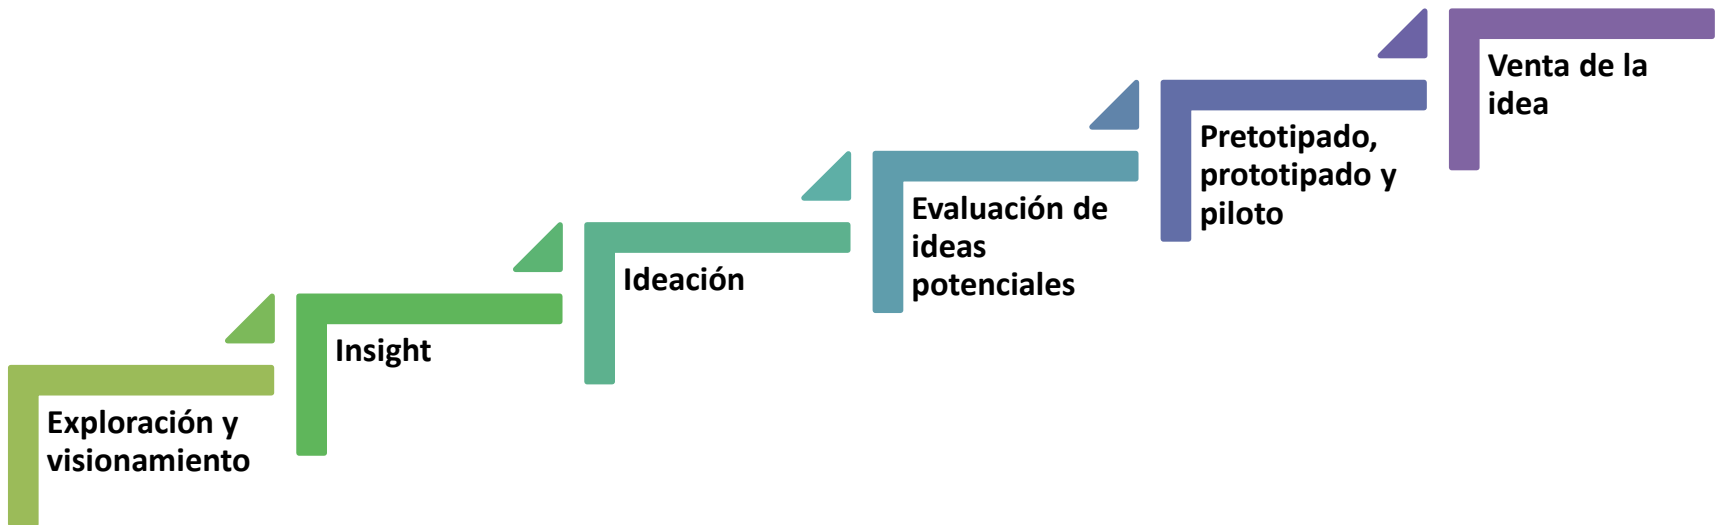 Exploración y
visionamiento
Insight
Ideación
Evaluación de
ideas
potenciales
Pretotipado,
prototipado y
piloto
Venta de la
idea